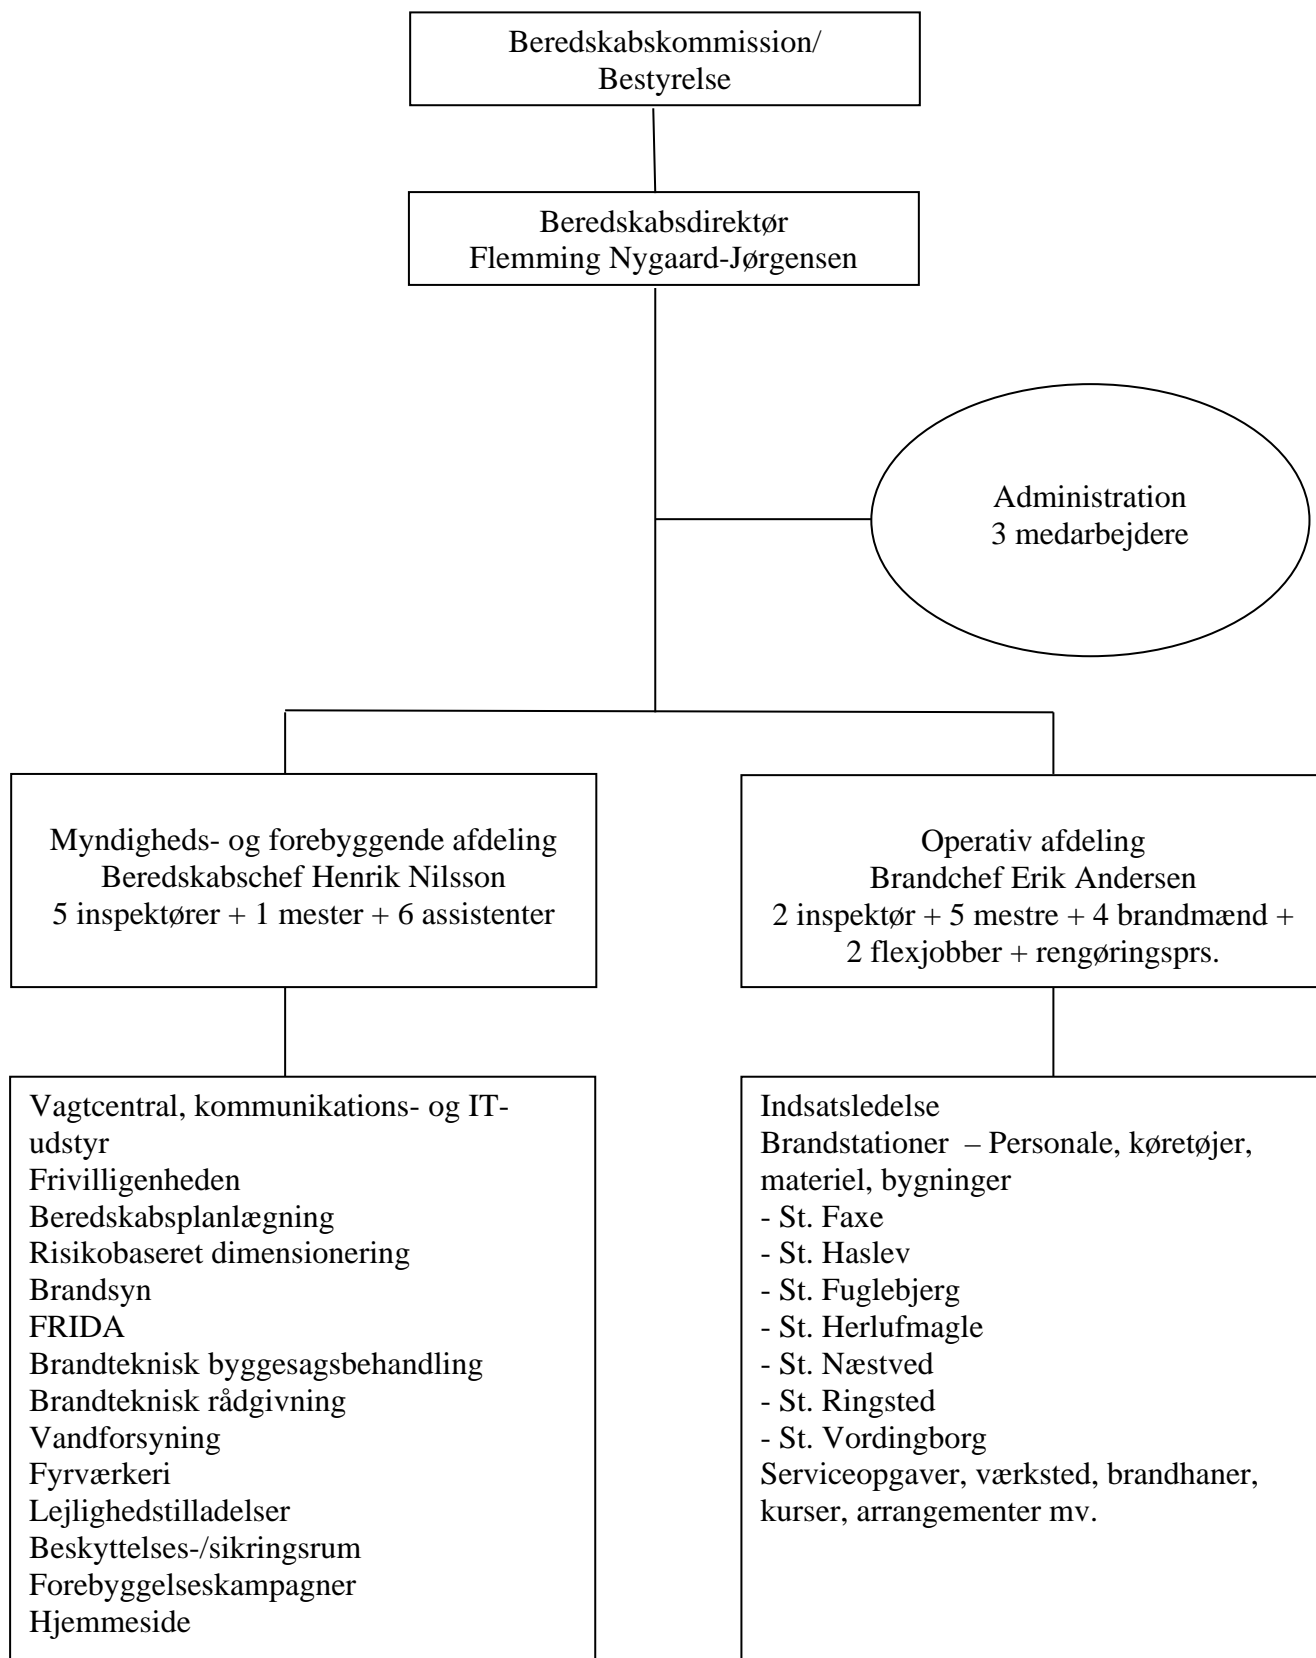 Beredskabskommission/
Bestyrelse
Beredskabsdirektør
Flemming Nygaard-Jørgensen
Administration
3 medarbejdere
Myndigheds- og forebyggende afdeling
Beredskabschef Henrik Nilsson
5 inspektører + 1 mester + 6 assistenter
Operativ afdeling
Brandchef Erik Andersen
2 inspektør + 5 mestre + 4 brandmænd +
2 flexjobber + rengøringsprs.
Vagtcentral, kommunikations- og IT-
udstyr
Frivilligenheden
Beredskabsplanlægning
Risikobaseret dimensionering
Brandsyn
FRIDA
Brandteknisk byggesagsbehandling
Brandteknisk rådgivning
Vandforsyning
Fyrværkeri
Lejlighedstilladelser
Beskyttelses-/sikringsrum
Forebyggelseskampagner
Hjemmeside
Indsatsledelse
Brandstationer – Personale, køretøjer,
materiel, bygninger
- St. Faxe
- St. Haslev
- St. Fuglebjerg
- St. Herlufmagle
- St. Næstved
- St. Ringsted
- St. Vordingborg
Serviceopgaver, værksted, brandhaner,
kurser, arrangementer mv.